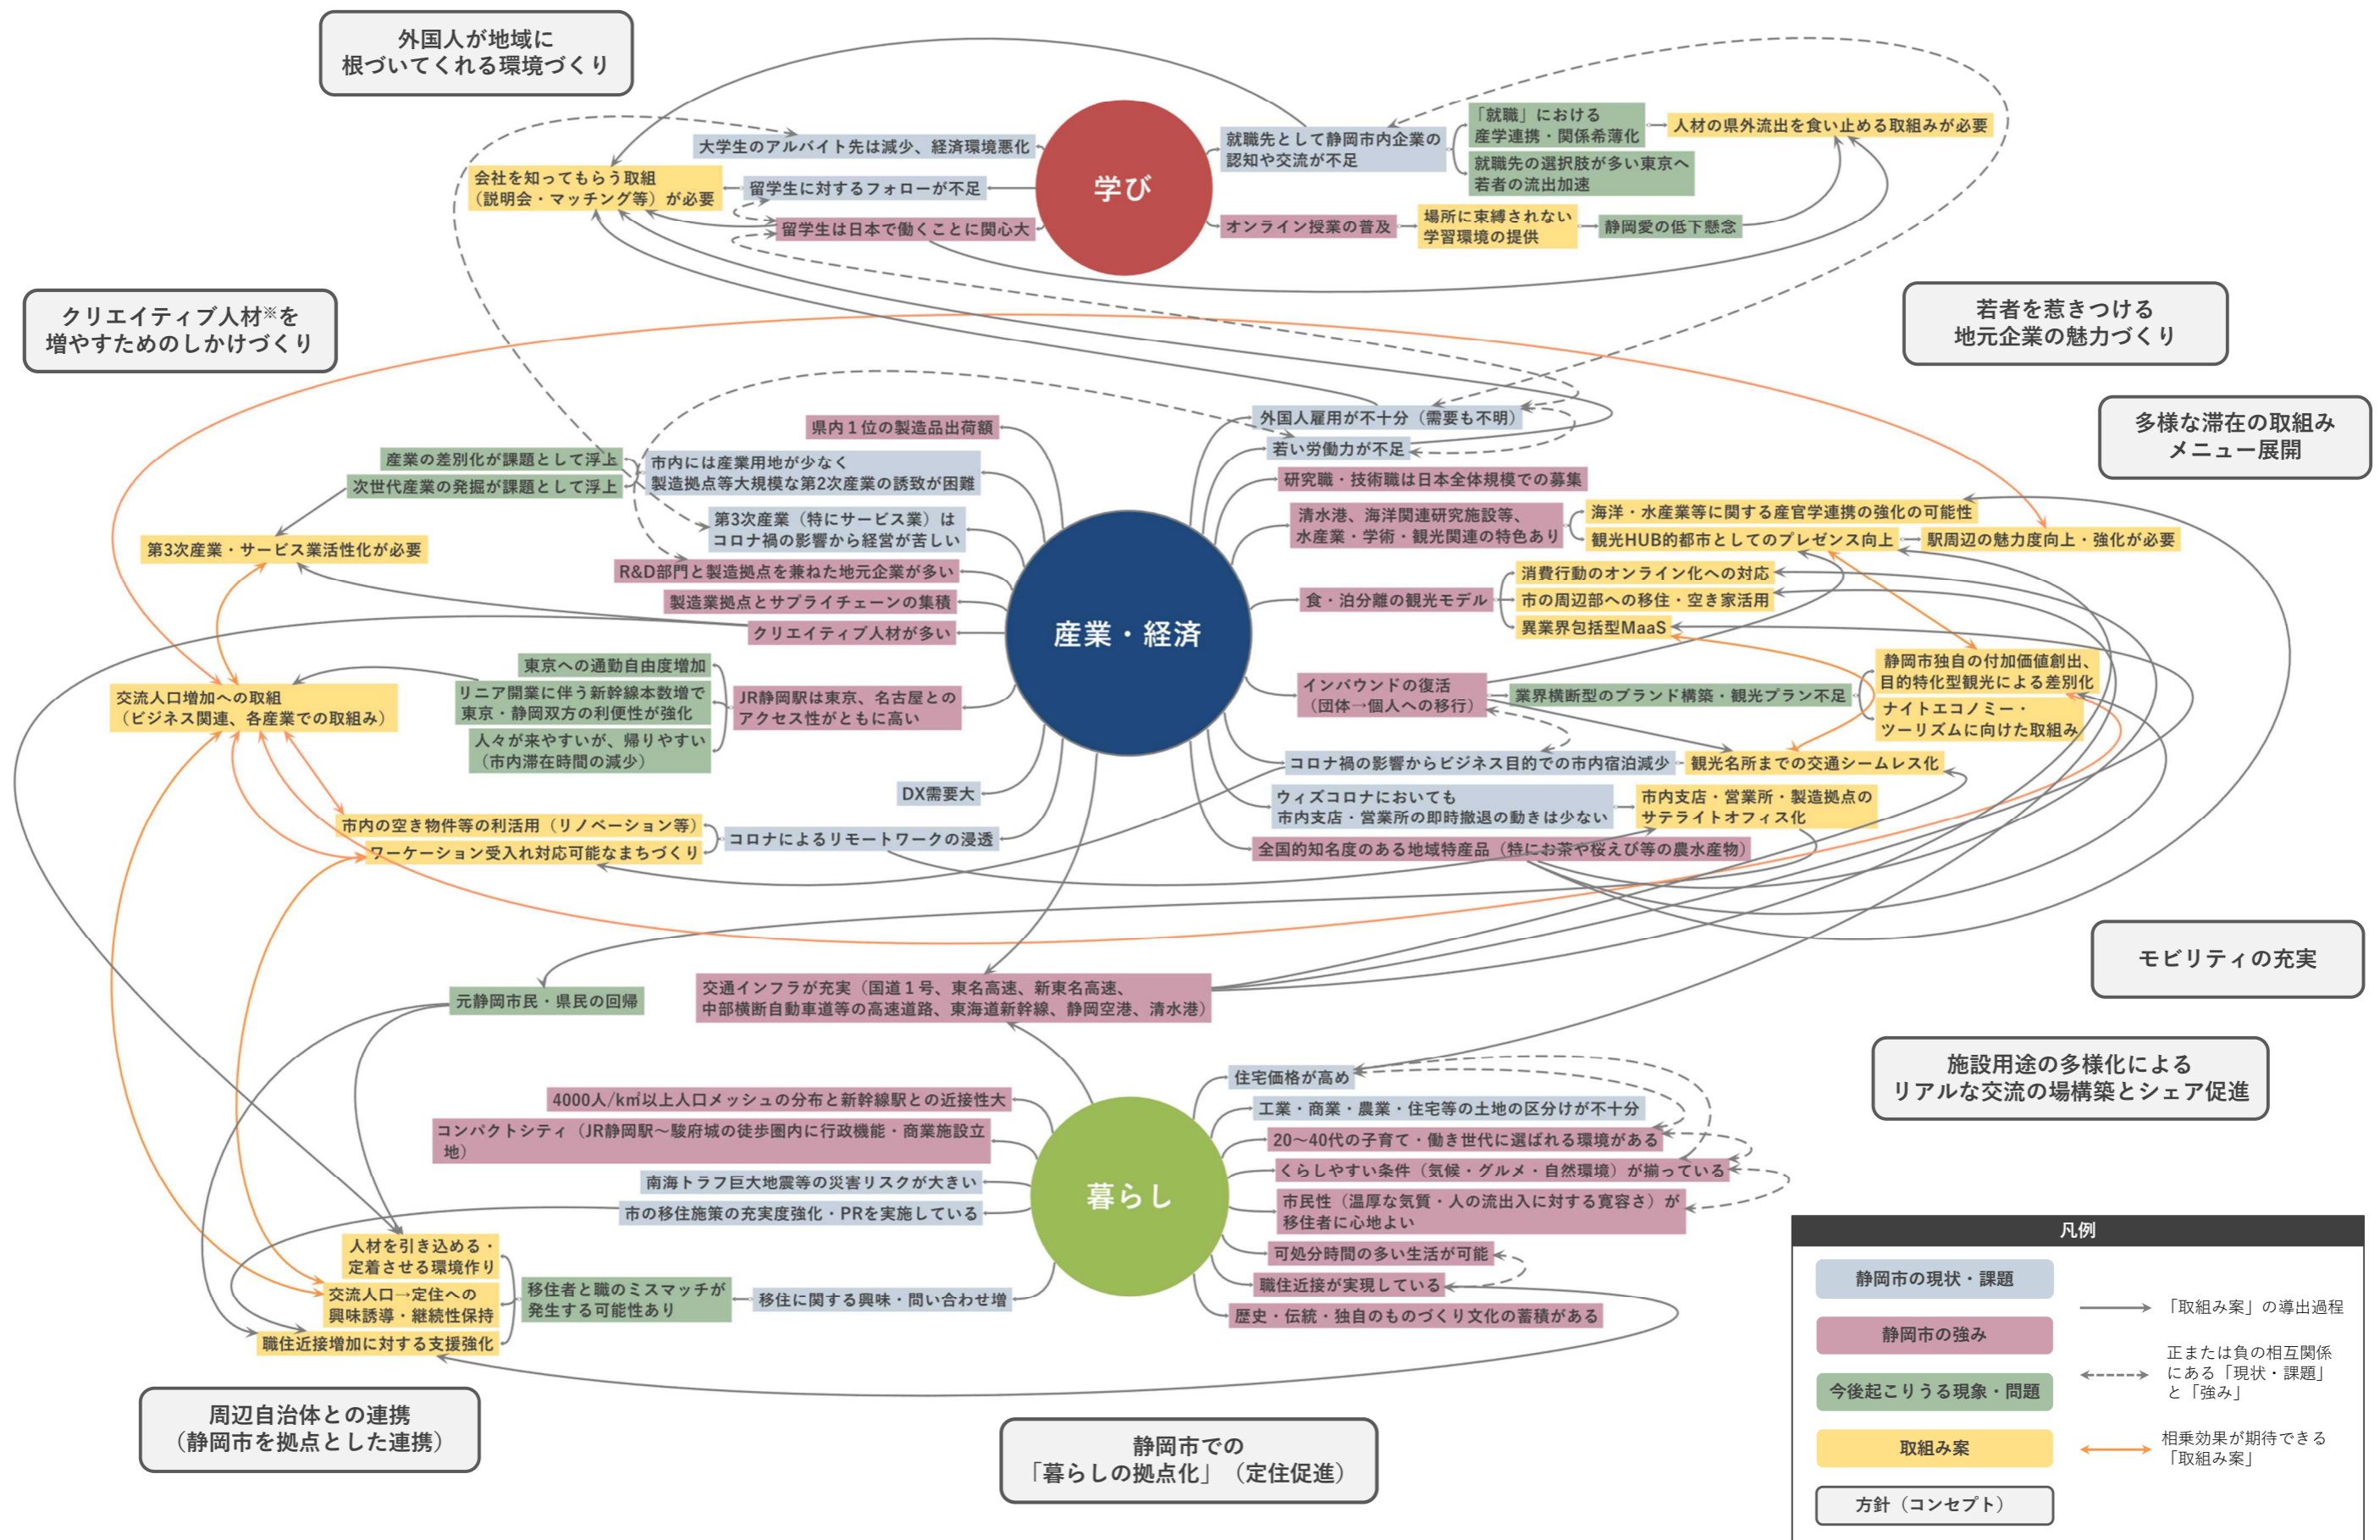 外国人が地域に
根づいてくれる環境づくり
大学生のアルバイト先は減少、経済環境悪化
会社を知ってもらう取組
（説明会・マッチング等）が必要
留学生に対するフォローが不足
留学生は日本で働くことに関心大
学び
就職先として静岡市内企業の
認知や交流が不足
「就職」における
産学連携・関係希薄化
人材の県外流出を食い止める取組みが必要
就職先の選択肢が多い東京へ
若者の流出加速
オンライン授業の普及
場所に束縛されない
学習環境の提供
静岡愛の低下懸念
クリエイティブ人材※を
増やすためのしかけづくり
若者を惹きつける
地元企業の魅力づくり
多様な滞在の取組み
メニュー展開
県内１位の製造品出荷額
産業の差別化が課題として浮上
次世代産業の発掘が課題として浮上
市内には産業用地が少なく
製造拠点等大規模な第2次産業の誘致が困難
第3次産業（特にサービス業）は
コロナ禍の影響から経営が苦しい
第3次産業・サービス業活性化が必要
R&D部門と製造拠点を兼ねた地元企業が多い
製造業拠点とサプライチェーンの集積
クリエイティブ人材が多い
東京への通勤自由度増加
リニア開業に伴う新幹線本数増で
東京・静岡双方の利便性が強化
人々が来やすいが、帰りやすい
（市内滞在時間の減少）
JR静岡駅は東京、名古屋との
アクセス性がともに高い
交流人口増加への取組
（ビジネス関連、各産業での取組み）
DX需要大
市内の空き物件等の利活用（リノベーション等）
ワーケーション受入れ対応可能なまちづくり
コロナによるリモートワークの浸透
産業・経済
外国人雇用が不十分（需要も不明）
若い労働力が不足
研究職・技術職は日本全体規模での募集
清水港、海洋関連研究施設等、
水産業・学術・観光関連の特色あり
海洋・水産業等に関する産官学連携の強化の可能性
観光HUB的都市としてのプレゼンス向上
駅周辺の魅力度向上・強化が必要
食・泊分離の観光モデル
消費行動のオンライン化への対応
市の周辺部への移住・空き家活用
異業界包括型MaaS
インバウンドの復活
（団体→個人への移行）
業界横断型のブランド構築・観光プラン不足
静岡市独自の付加価値創出、
目的特化型観光による差別化
ナイトエコノミー・
ツーリズムに向けた取組み
コロナ禍の影響からビジネス目的での市内宿泊減少
観光名所までの交通シームレス化
ウィズコロナにおいても
市内支店・営業所の即時撤退の動きは少ない
市内支店・営業所・製造拠点の
サテライトオフィス化
全国的知名度のある地域特産品（特にお茶や桜えび等の農水産物）
モビリティの充実
元静岡市民・県民の回帰
交通インフラが充実（国道１号、東名高速、新東名高速、
中部横断自動車道等の高速道路、東海道新幹線、静岡空港、清水港）
施設用途の多様化による
リアルな交流の場構築とシェア促進
4000人/k㎡以上人口メッシュの分布と新幹線駅との近接性大
コンパクトシティ（JR静岡駅～駿府城の徒歩圏内に行政機能・商業施設立
地）
南海トラフ巨大地震等の災害リスクが大きい
市の移住施策の充実度強化・PRを実施している
人材を引き込める・
定着させる環境作り
交流人口→定住への
興味誘導・継続性保持
職住近接増加に対する支援強化
移住者と職のミスマッチが
発生する可能性あり
移住に関する興味・問い合わせ増
暮らし
住宅価格が高め
工業・商業・農業・住宅等の土地の区分けが不十分
20～40代の子育て・働き世代に選ばれる環境がある
くらしやすい条件（気候・グルメ・自然環境）が揃っている
市民性（温厚な気質・人の流出入に対する寛容さ）が
移住者に心地よい
可処分時間の多い生活が可能
職住近接が実現している
歴史・伝統・独自のものづくり文化の蓄積がある
周辺自治体との連携
（静岡市を拠点とした連携）
静岡市での
「暮らしの拠点化」（定住促進）
凡例
静岡市の現状・課題
静岡市の強み
今後起こりうる現象・問題
取組み案
方針（コンセプト）
「取組み案」の導出過程
正または負の相互関係
にある「現状・課題」
と「強み」
相乗効果が期待できる
「取組み案」